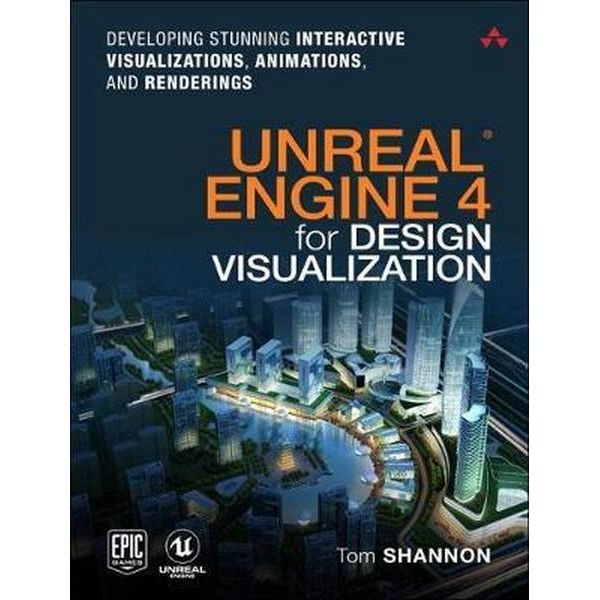 DEVELOPING STUNNING INTERACTIVE
VISUALIZATIONS, ANIMATIONS,
AND RENDERINGS
UNREAL®
ENGINE 4
for DESIGN
VISUALIZATION
EPIC
GAMES
UNREAL
ENGINE
Tom SHANNON